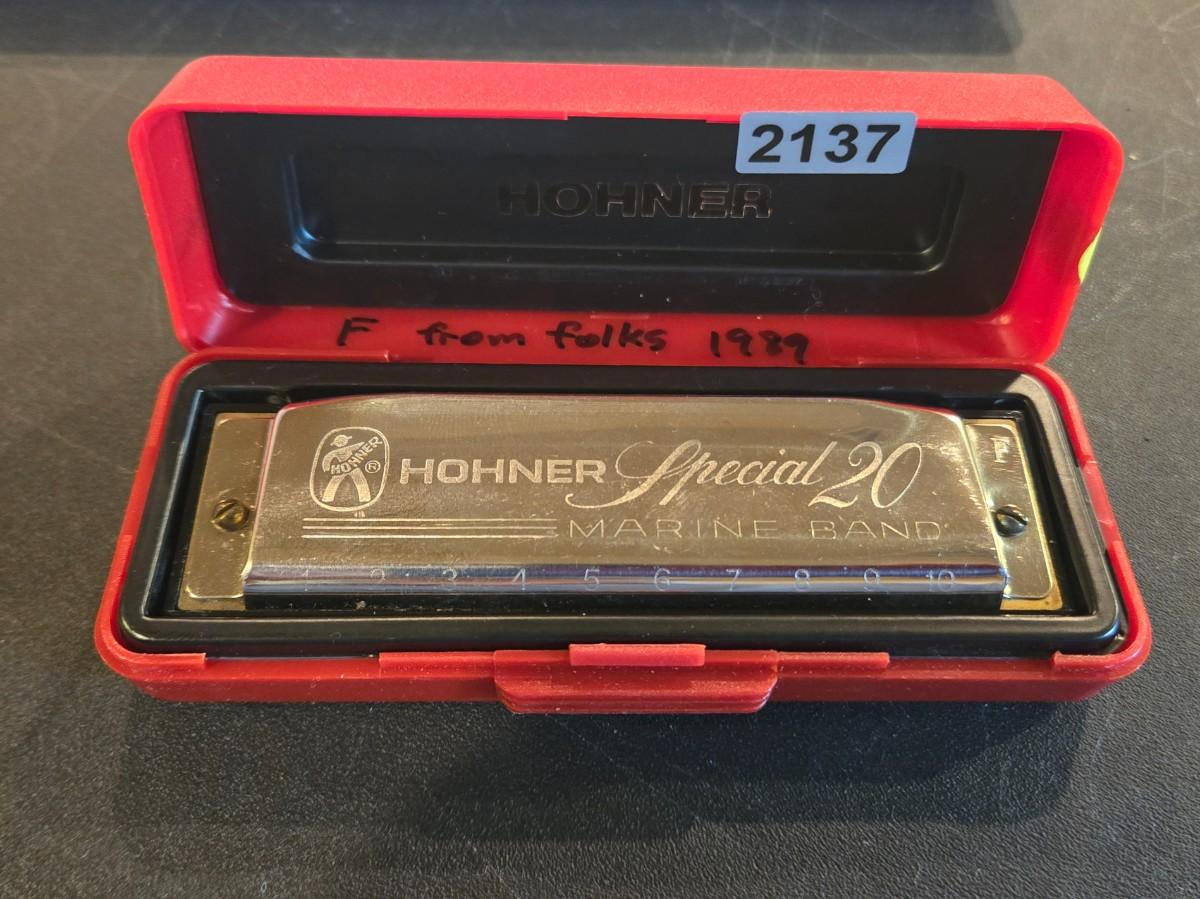 2137
HOHNER
F from folks 1989
HOHNER
HOHNER Special 20
MARINE BAND
1 2 3 4 5 6 7 8 9 10